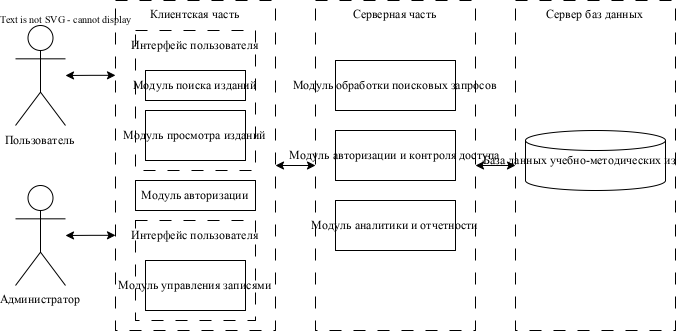 Text is not SVG - cannot display
Клиентская часть
Серверная часть
Сервер баз данных
Интерфейс пользователя
Модуль поиска изданий
Модуль обработки поисковых запросов
Пользователь
Модуль просмотра изданий
Модуль авторизации и контроля доступа
База данных учебно-методических из
Модуль авторизации
Интерфейс пользователя
Модуль аналитики и отчетности
Администратор
Модуль управления записями